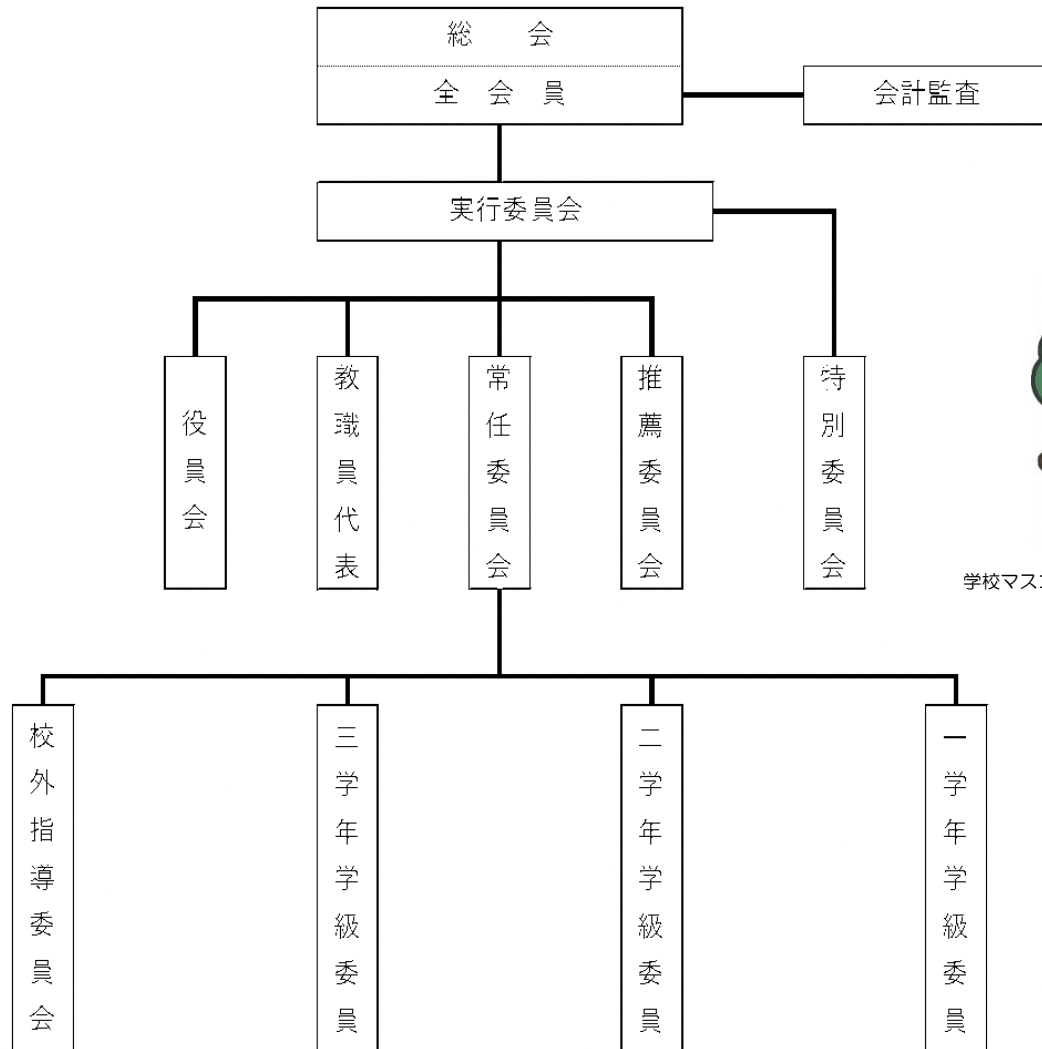 総　会
全 会 員
会計監査
実行委員会
役員会
教職員代表
常任委員会
推薦委員会
特別委員会
学校マス
校外指導委員会
三学年学級委員
二学年学級委員
一学年学級委員